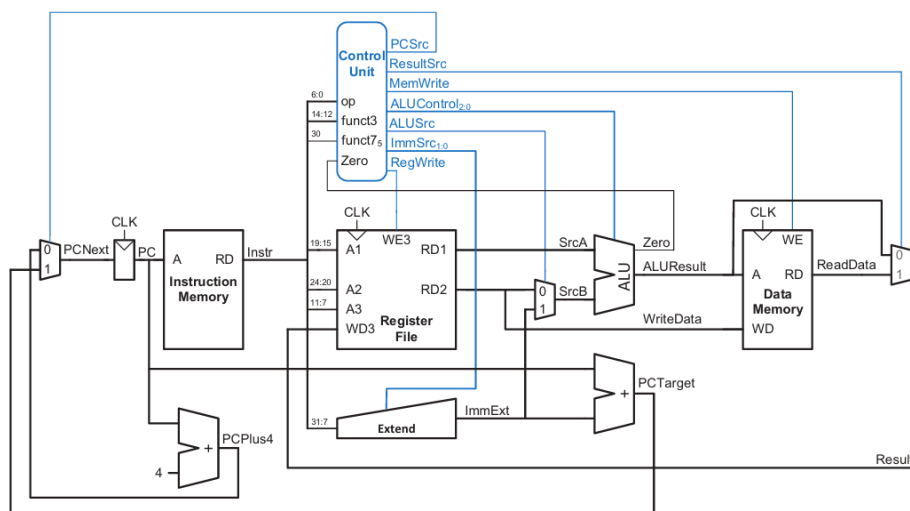 PCSrc
Control
Unit
ResultSrc
MemWrite
6:0
op
ALUControl2:0
14:12
funct3
ALUSrc
30
funct75
ImmSrc1:0
Zero
RegWrite
CLK
CLK
CLK
0
1
PCNext
PC
A
RD
Instruction
Memory
Instr
19:15
A1
WE3
RD1
24:20
A2
RD2
11:7
A3
WD3
Register
File
SrcA
0
1
SrcB
ALU
Zero
ALUResult
WriteData
WE
A
RD
Data
Memory
WD
ReadData
0
1
PCTarget
+
31:7
Extend
ImmExt
PCPlus4
+
4
Result